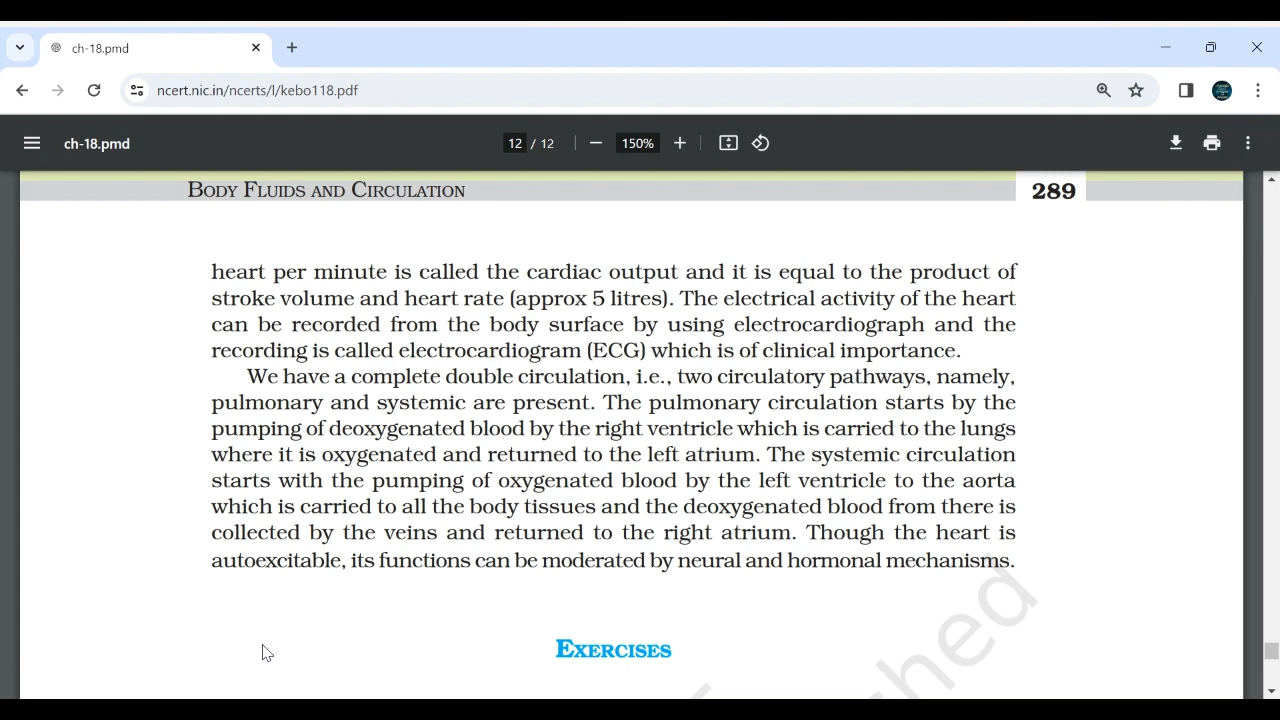 ch-18.pmd
ncert.nic.in/ncerts/l/kebo118.pdf
ch-18.pmd
12 / 12
150%
BODY FLUIDS AND CIRCULATION
289
heart per minute is called the cardiac output and it is equal to the product of
stroke volume and heart rate (approx 5 litres). The electrical activity of the heart
can be recorded from the body surface by using electrocardiograph and the
recording is called electrocardiogram (ECG) which is of clinical importance.
We have a complete double circulation, i.e., two circulatory pathways, namely,
pulmonary and systemic are present. The pulmonary circulation starts by the
pumping of deoxygenated blood by the right ventricle which is carried to the lungs
where it is oxygenated and returned to the left atrium. The systemic circulation
starts with the pumping of oxygenated blood by the left ventricle to the aorta
which is carried to all the body tissues and the deoxygenated blood from there is
collected by the veins and returned to the right atrium. Though the heart is
autoexcitable, its functions can be moderated by neural and hormonal mechanisms.
EXERCISES